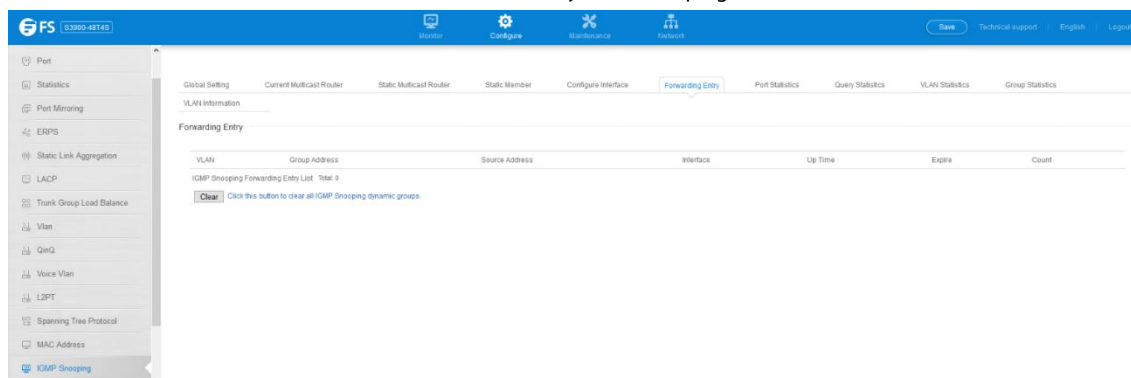 FS S3900-48T4S
Monitor
Configure
Maintenance
Network
Save
Technical support
English
Logout
Port
Statistics
Port Mirroring
ERPS
Static Link Aggregation
LACP
Trunk Group Load Balance
Vlan
QinQ
Voice Vlan
L2PT
Spanning Tree Protocol
MAC Address
IGMP Snooping
Global Setting Current Multicast Router Static Multicast Router Static Member Configure Interface Forwarding Entry Port Statistics Query Statistics VLAN Statistics Group Statistics
VLAN Information
Forwarding Entry
VLAN Group Address Source Address Interface Up Time Expire Count
IGMP Snooping Forwarding Entry List Total: 0
Clear Click this button to clear all IGMP Snooping dynamic groups.